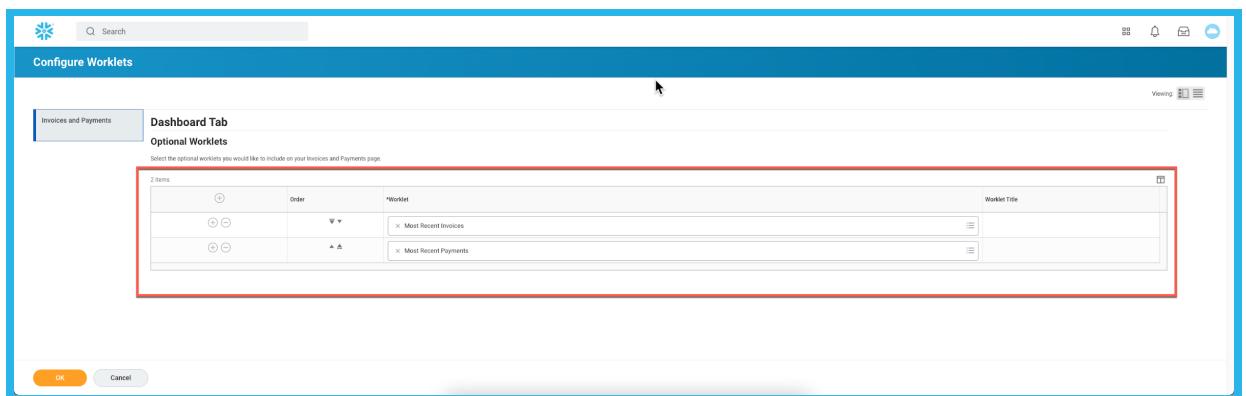 Search
Configure Worklets
Viewing:
Invoices and Payments
Dashboard Tab
Optional Worklets
Select the optional worklets you would like to include on your Invoices and Payments page.
2 items
Order *Worklet Worklet Title
Most Recent Invoices
Most Recent Payments
OK Cancel